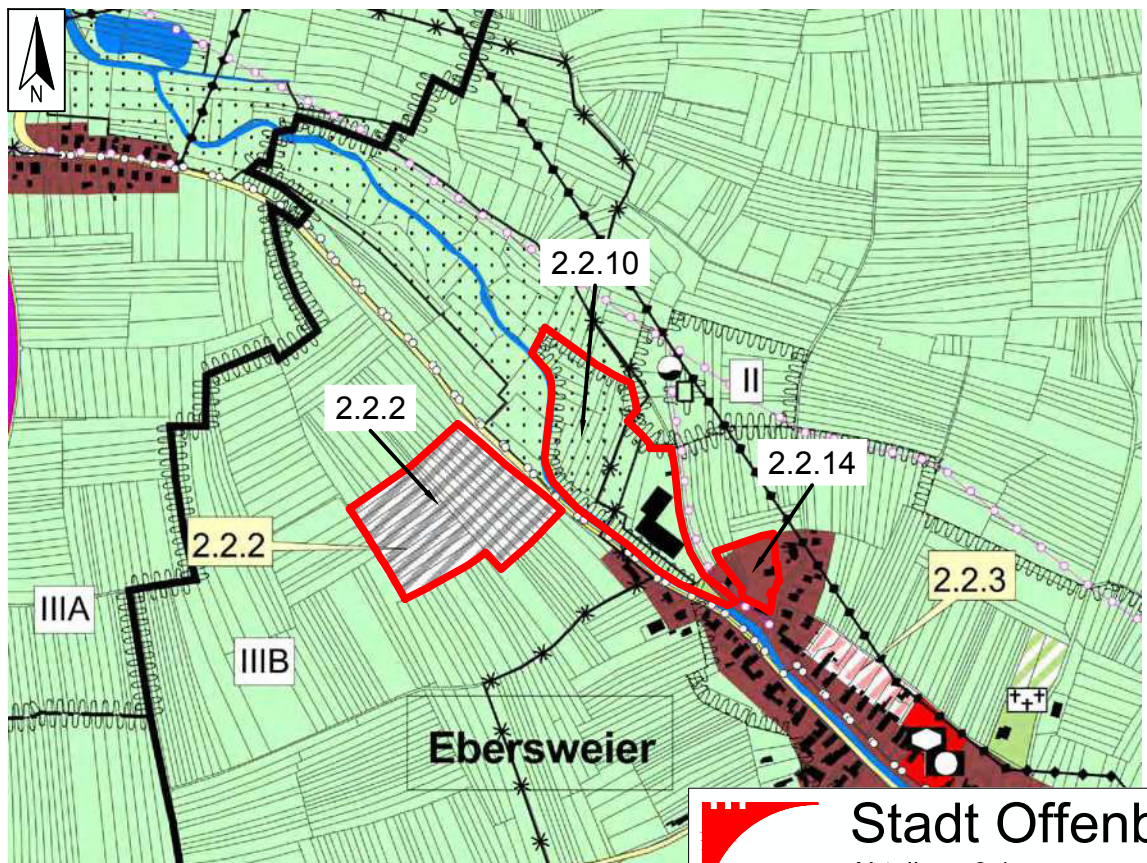 N
2.2.10
II
2.2.2
2.2.14
2.2.2
2.2.3
IIIA
IIIB
Ebersweier
Stadt Offenb